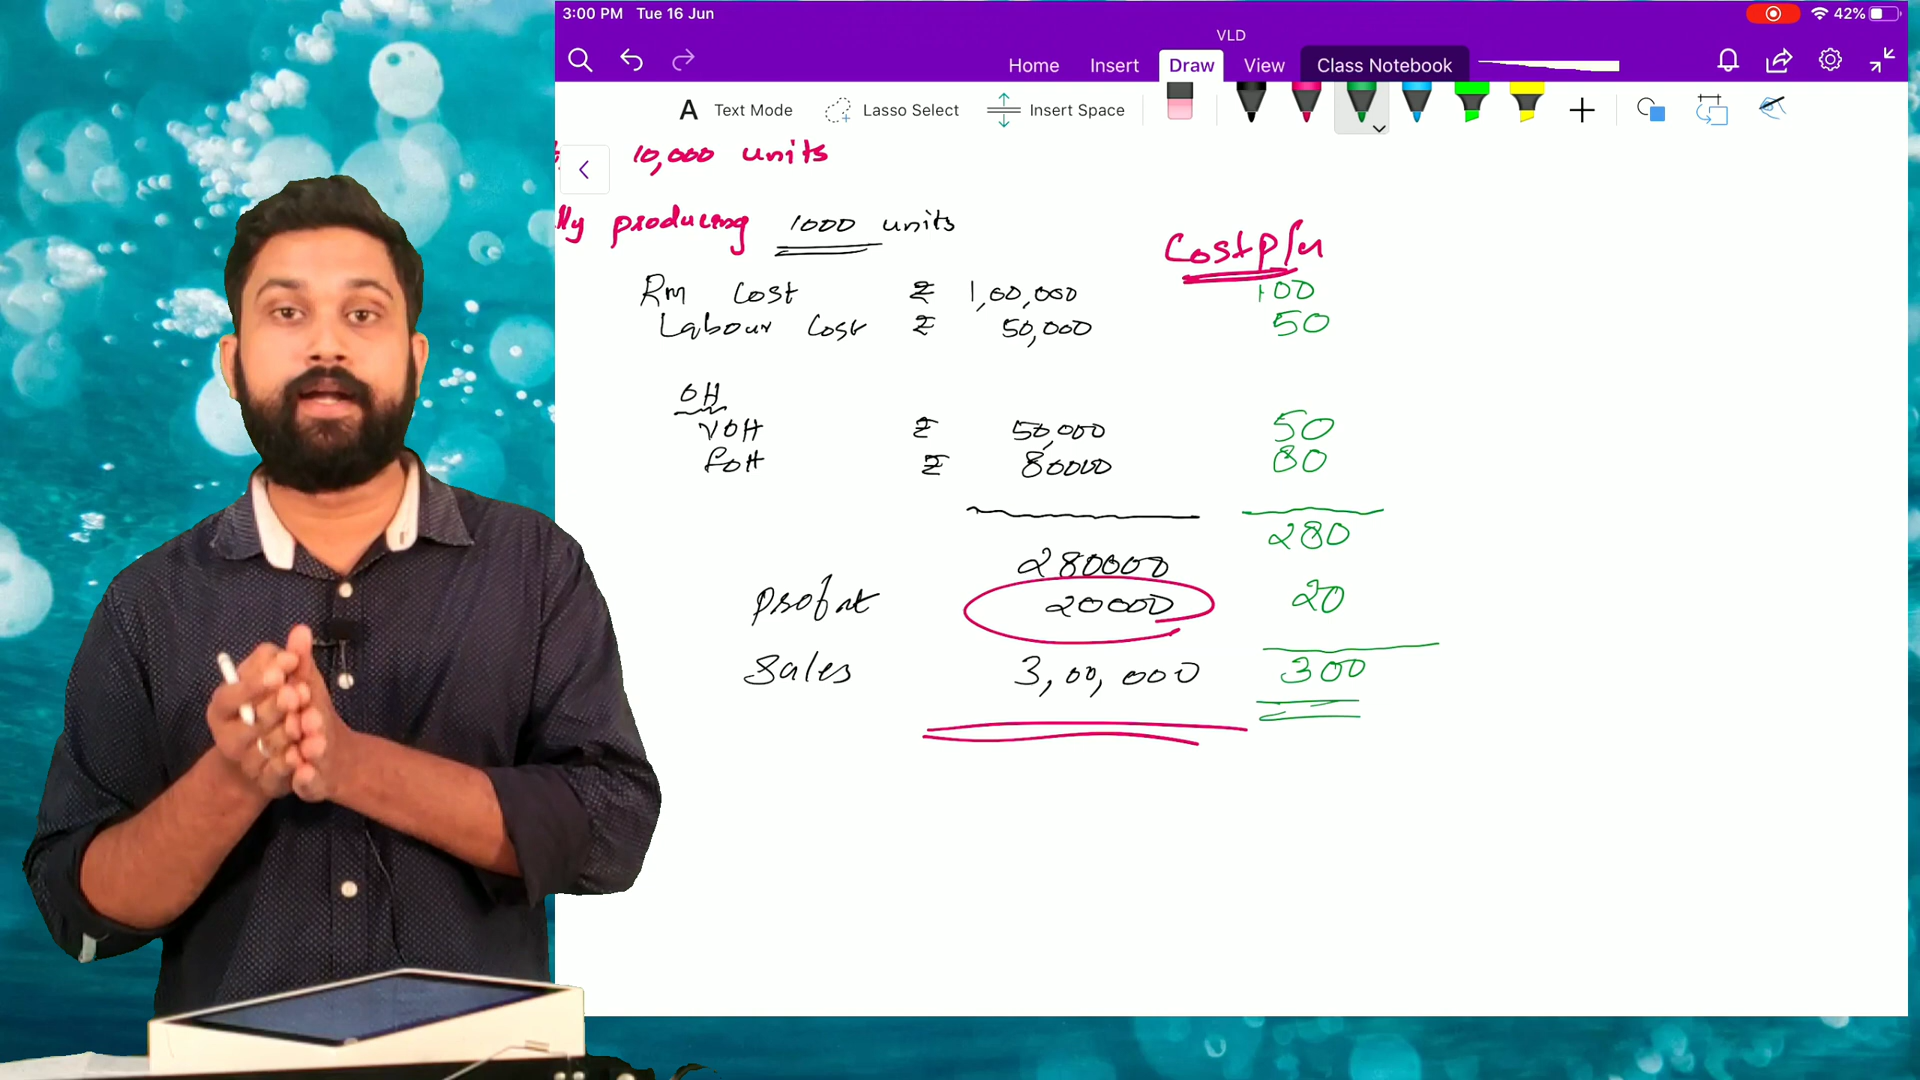 3:00 PM Tue 16 Jun 42%
VLD
Home Insert Draw View Class Notebook
A Text Mode Lasso Select Insert Space
10,000 units
lly producing 1000 units
Cost p/u
Rm Cost ₹ 1,00,000 100
Labour Cost ₹ 50,000 50
OH
VOH ₹ 50,000 50
FOH ₹ 80000 80
280000 280
Profit 20000 20
Sales 3,00,000 300